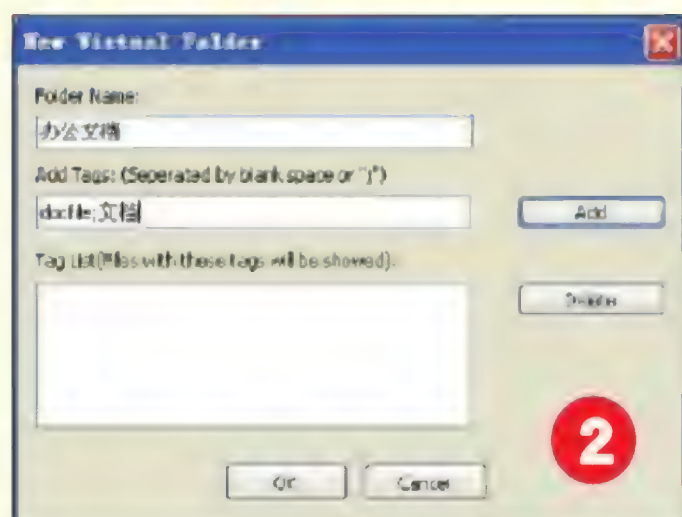 New Virtual Folder
Folder Name:
办公文档
Add Tags: (Seperated by blank space or ";")
docfile;文档
Add
Tag List(Files with these tags will be showed):
Delete
2
OK
Cancel